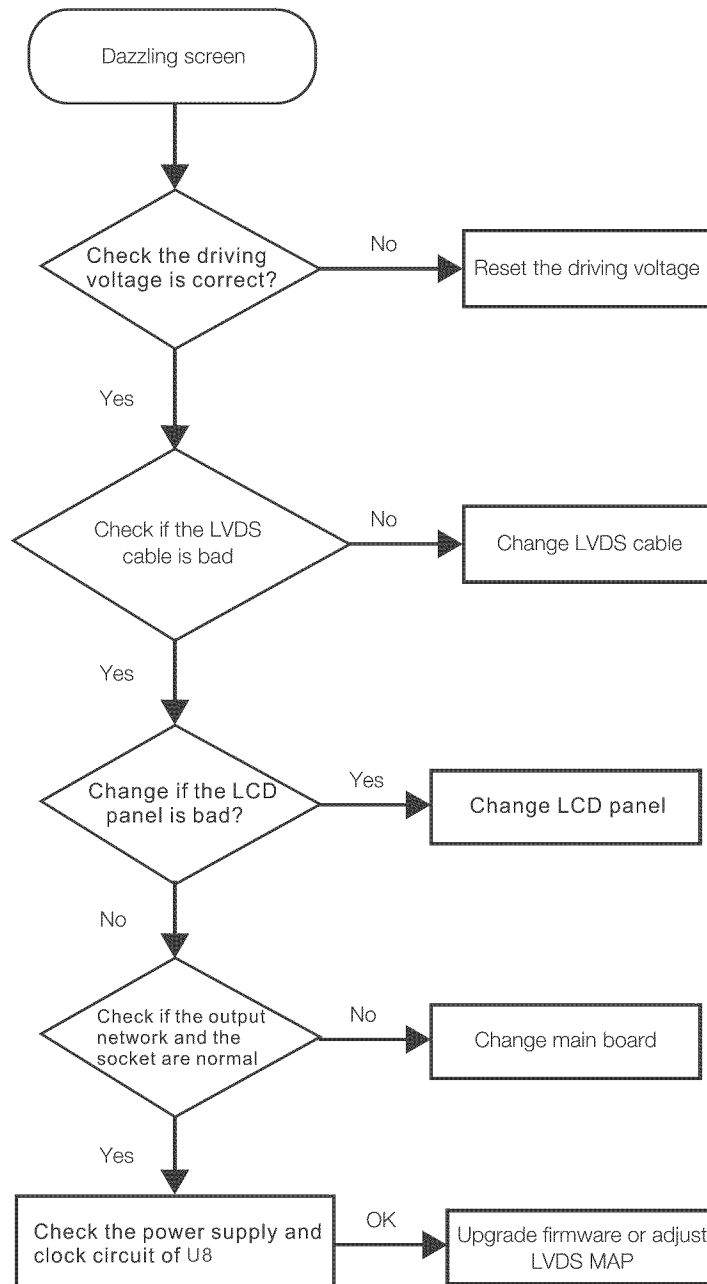 Dazzling screen
Check the driving
voltage is correct?
No
Reset the driving voltage
Yes
Check if the LVDS
cable is bad
No
Change LVDS cable
Yes
Change if the LCD
panel is bad?
Yes
Change LCD panel
No
Check if the output
network and the
socket are normal
No
Change main board
Yes
Check the power supply and
clock circuit of U8
OK
Upgrade firmware or adjust
LVDS MAP